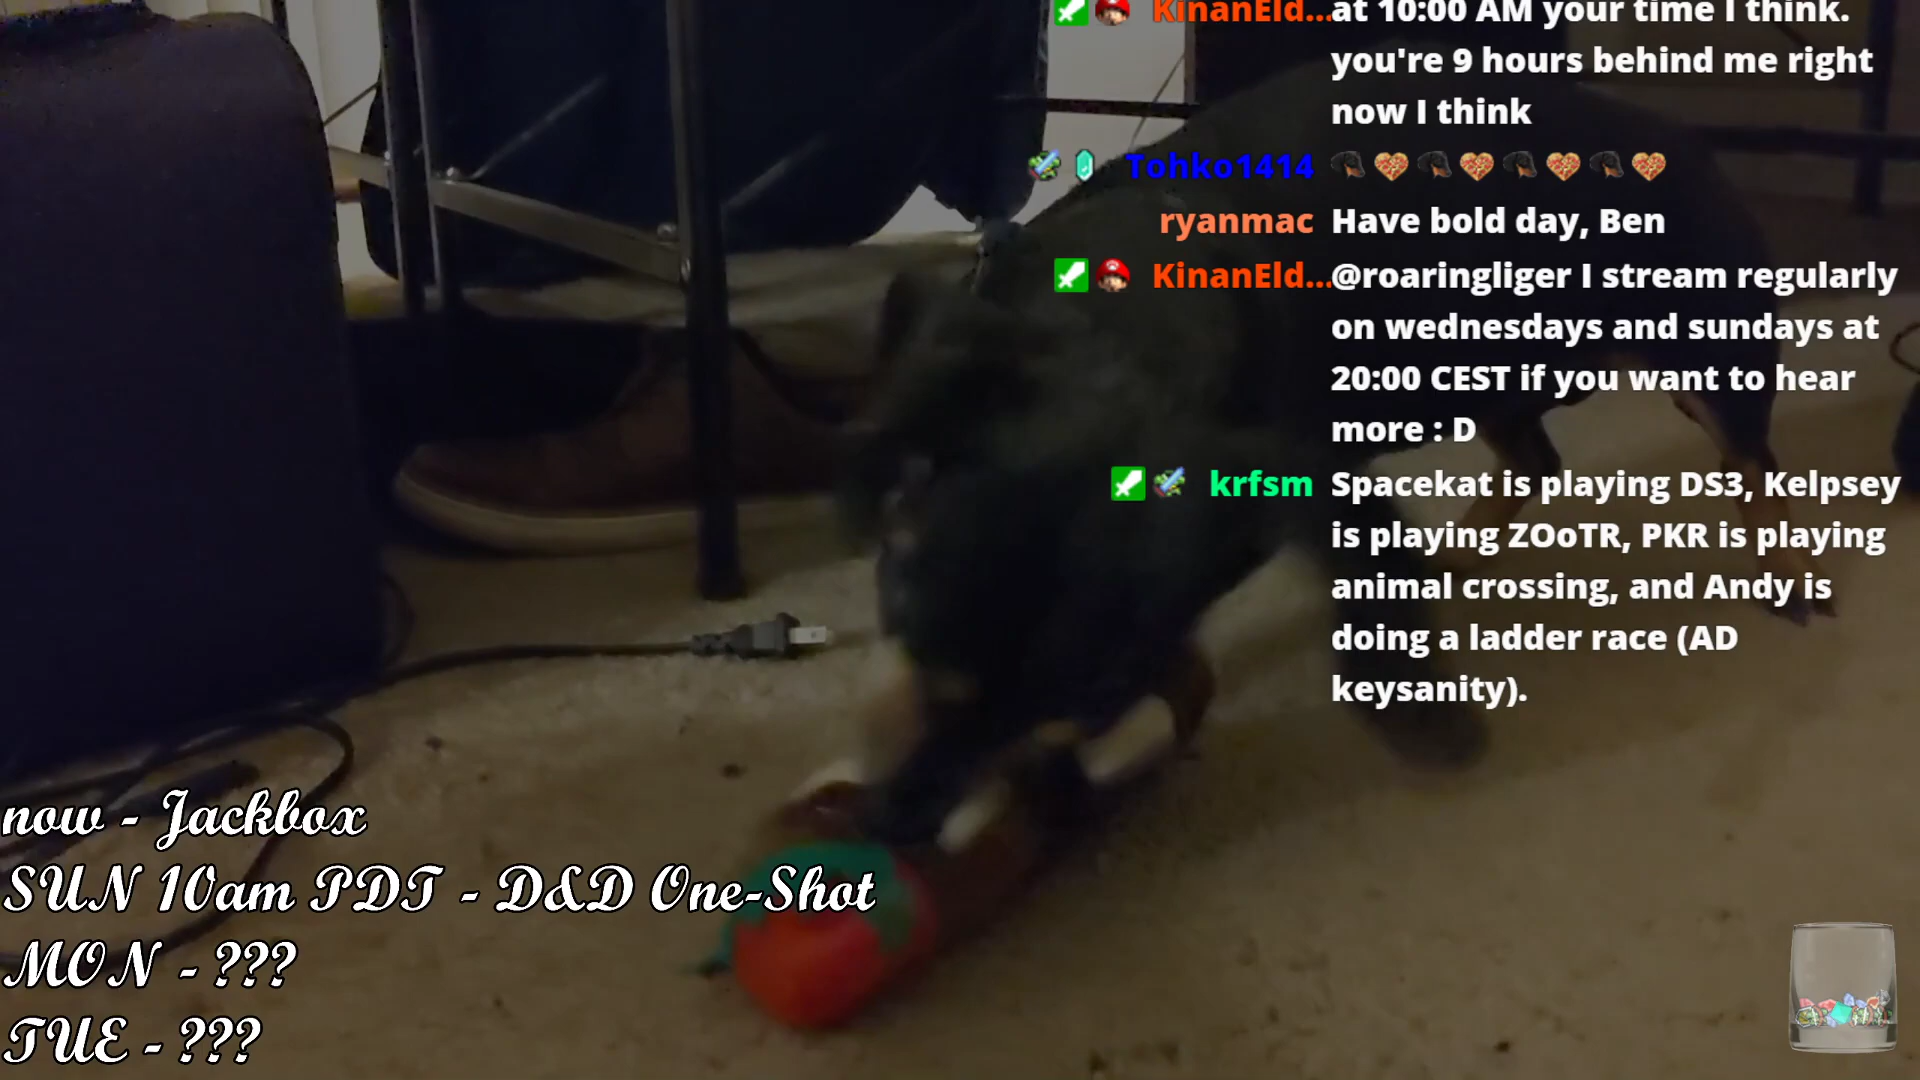 KinanEld... at 10:00 AM your time I think.
you're 9 hours behind me right
now I think
Tohko1414
ryanmac Have bold day, Ben
KinanEld... @roaringliger I stream regularly
on wednesdays and sundays at
20:00 CEST if you want to hear
more : D
krfsm Spacekat is playing DS3, Kelpsey
is playing ZOoTR, PKR is playing
animal crossing, and Andy is
doing a ladder race (AD
keysanity).
now - Jackbox
SUN 10am PDT - D&D One-Shot
MON - ???
TUE - ???